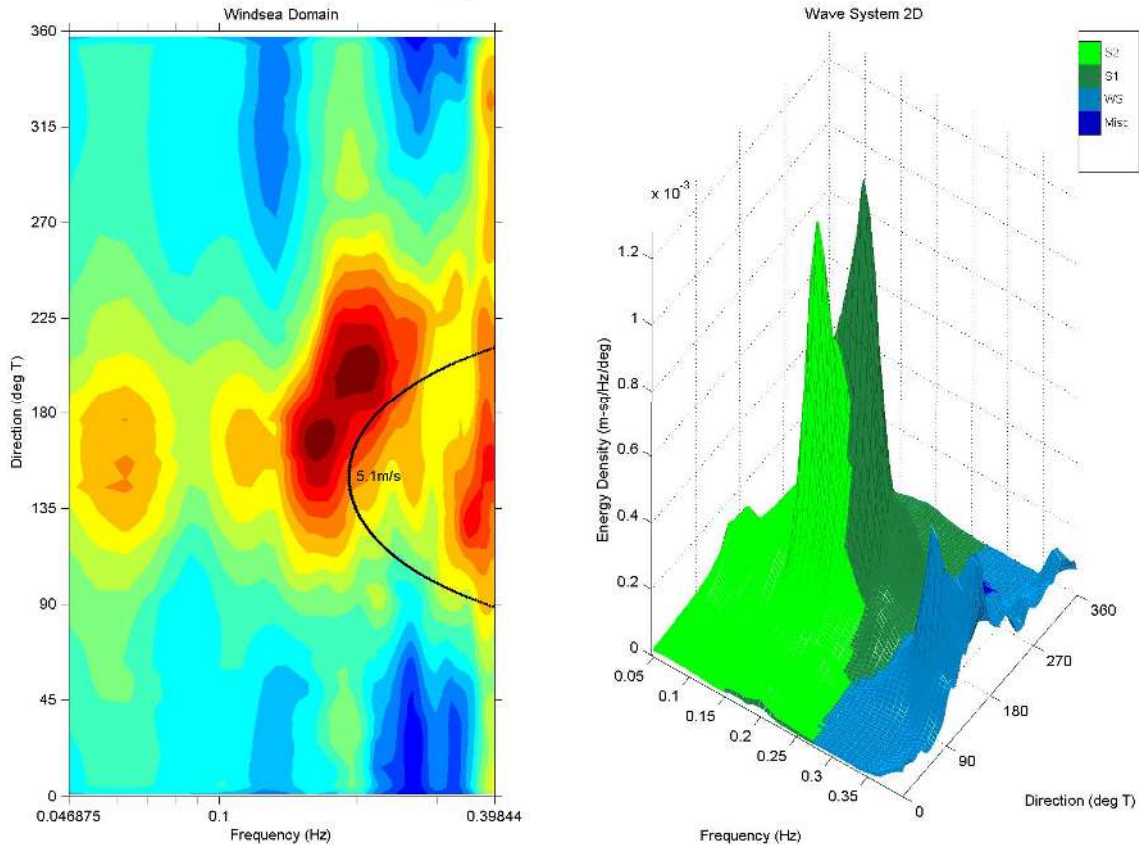 Windsea Domain
360
315
270
225
180
135
90
45
0
Direction (deg T)
5.1m/s
0.046875
0.1
0.39844
Frequency (Hz)
Wave System 2D
S2
S1
WS
Misc
x 10-3
1.2
1
0.8
0.6
0.4
0.2
0
Energy Density (m-sq/Hz/deg)
0.05
0.1
0.15
0.2
0.25
0.3
0.35
Frequency (Hz)
0
90
180
270
360
Direction (deg T)